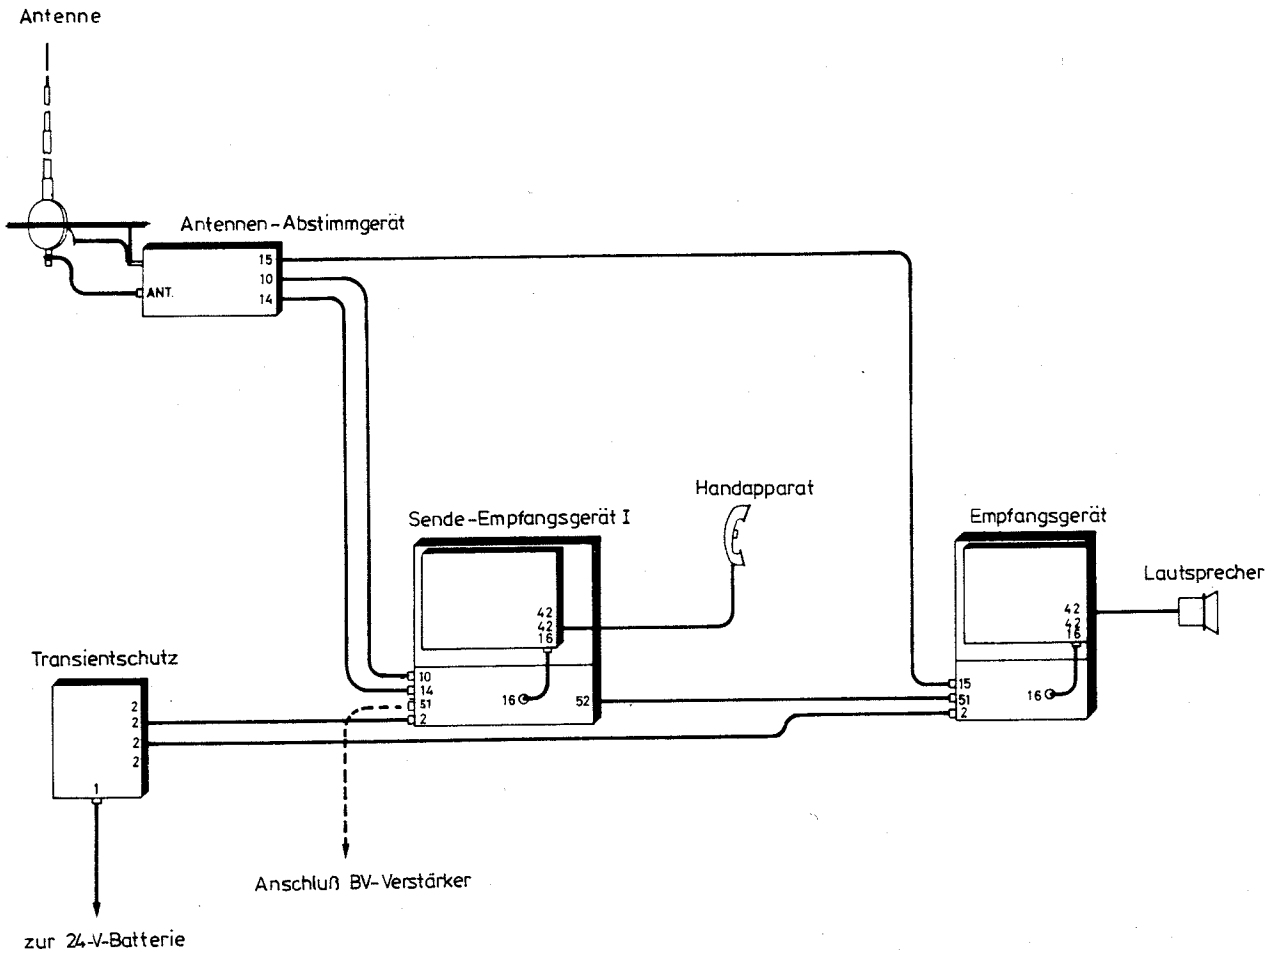 Antenne
Antennen-Abstimmgerät
15
10
ANT.
14
Handapparat
Sende-Empfangsgerät I
Empfangsgerät
Lautsprecher
42
42
16
42
42
16
Transientschutz
10
14
51
2
16
52
15
51
2
16
2
2
2
2
1
Anschluß BV-Verstärker
zur 24-V-Batterie